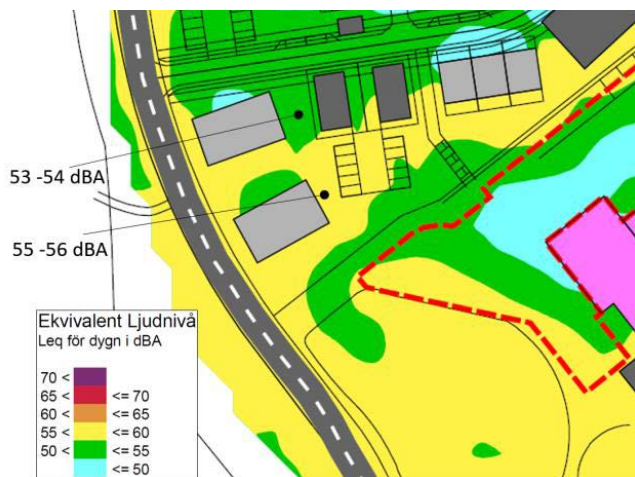 53 -54 dBA
55 -56 dBA
Ekvivalent Ljudnivå
Leq för dygn i dBA
70 <
65 < <= 70
60 < <= 65
55 < <= 60
50 < <= 55
<= 50